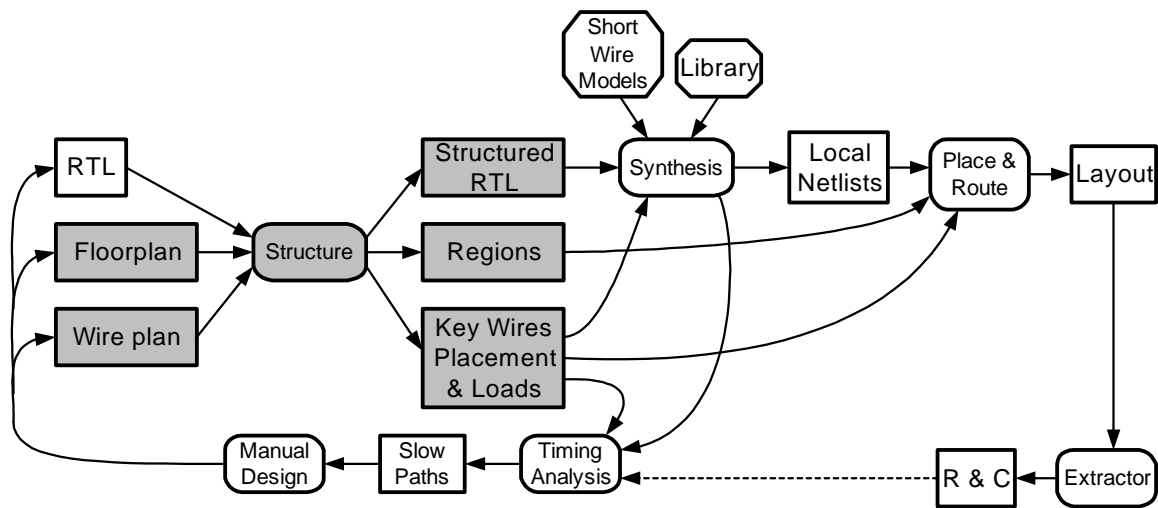 Short
Wire
Models
Library
RTL
Structured
RTL
Synthesis
Local
Netlists
Place &
Route
Layout
Floorplan
Structure
Regions
Wire plan
Key Wires
Placement
& Loads
Manual
Design
Slow
Paths
Timing
Analysis
R & C
Extractor